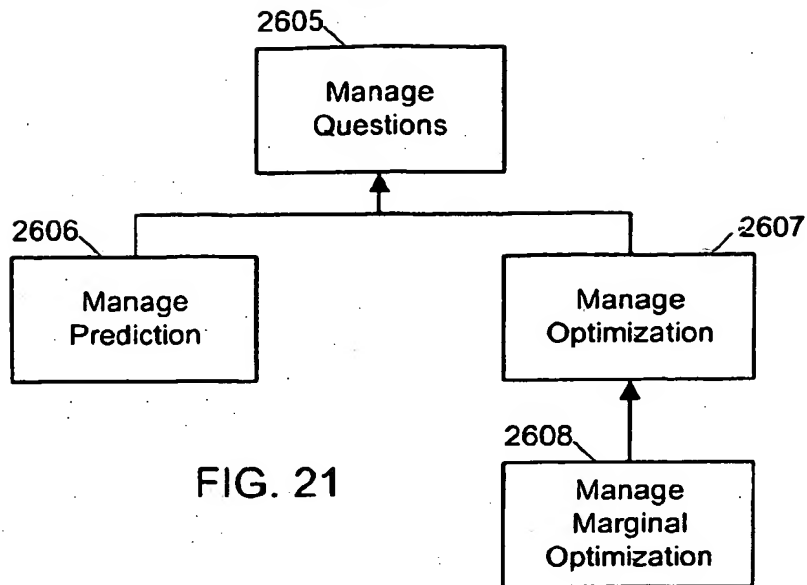 2605
Manage
Questions
2606
Manage
Prediction
2607
Manage
Optimization
2608
Manage
Marginal
Optimization
FIG. 21